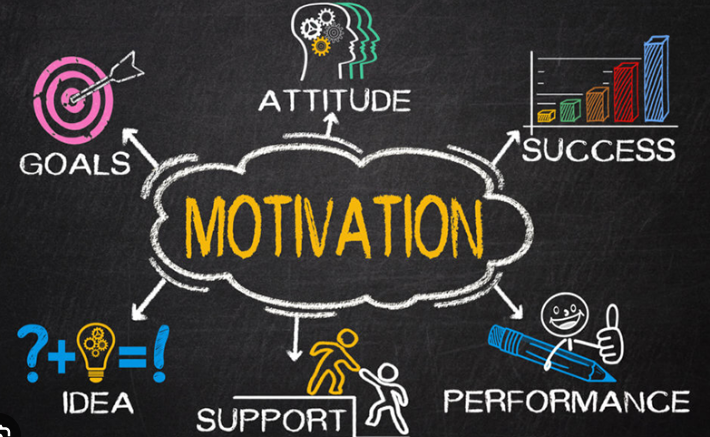 ATTITUDE
GOALS
SUCCESS
MOTIVATION
?+=!
IDEA
SUPPORT
PERFORMANCE